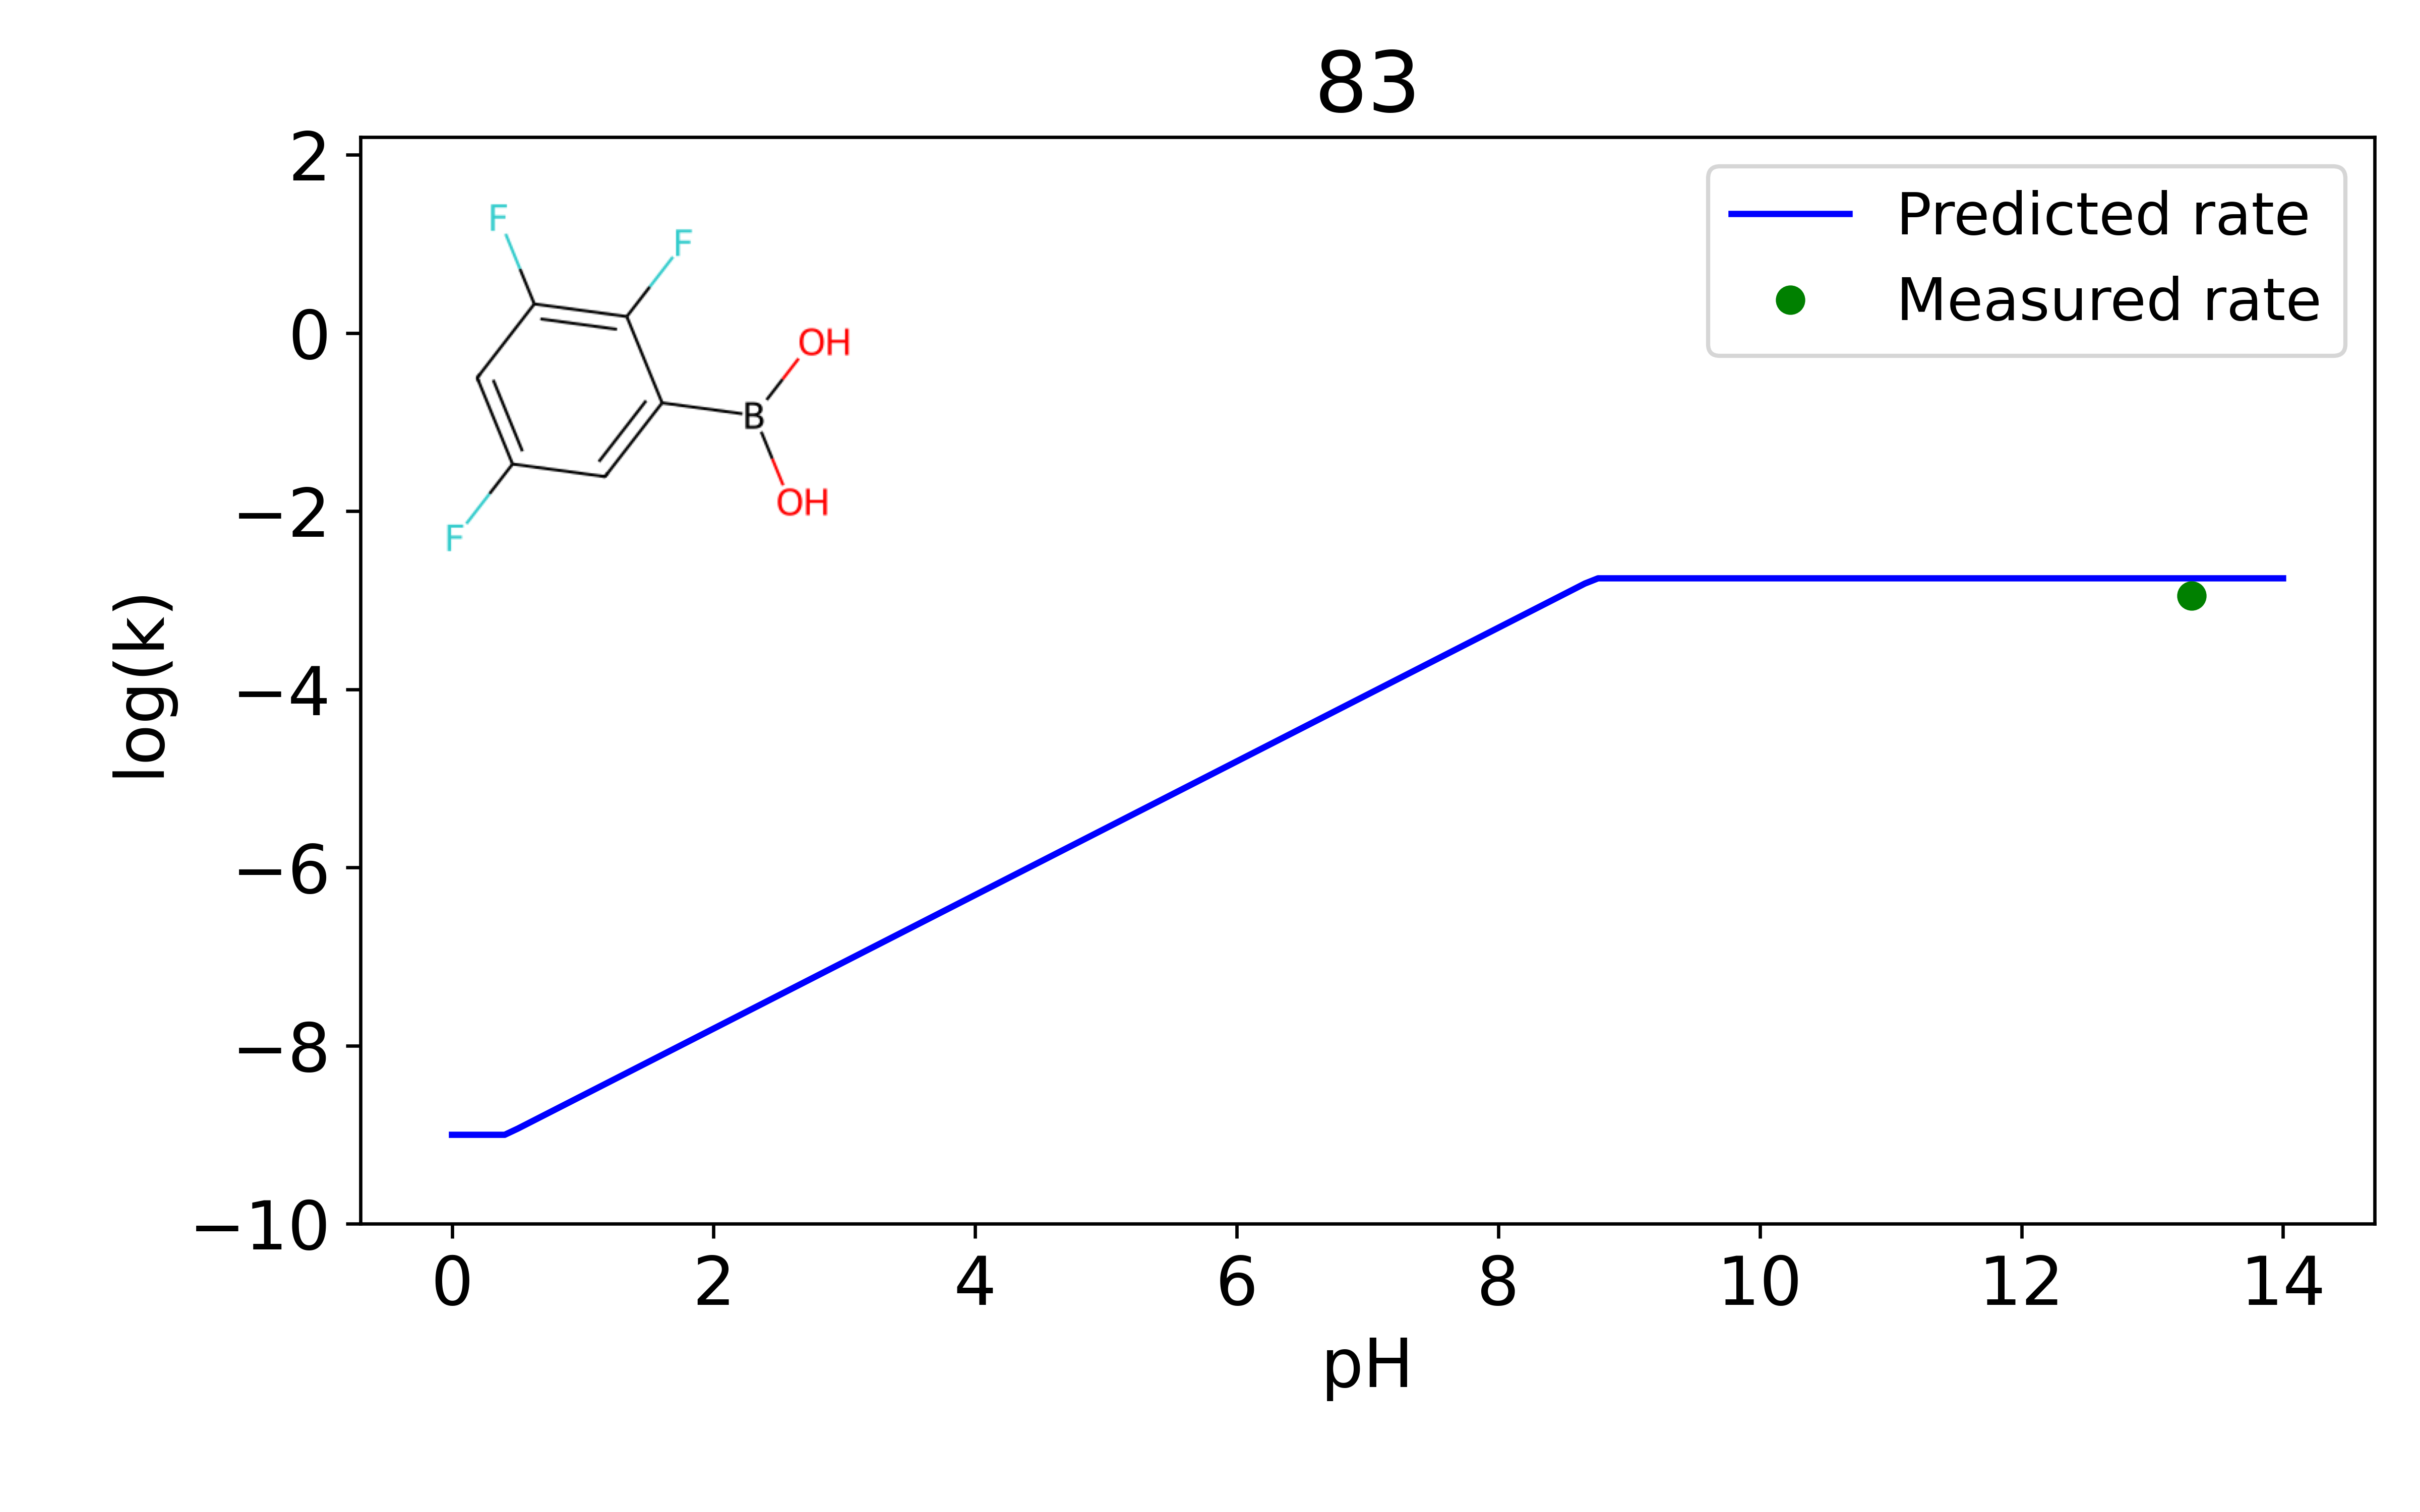 83
2
0
−2
−4
−6
−8
−10
log(k)
F
F
OH
B
OH
F
Predicted rate
Measured rate
0 2 4 6 8 10 12 14
pH